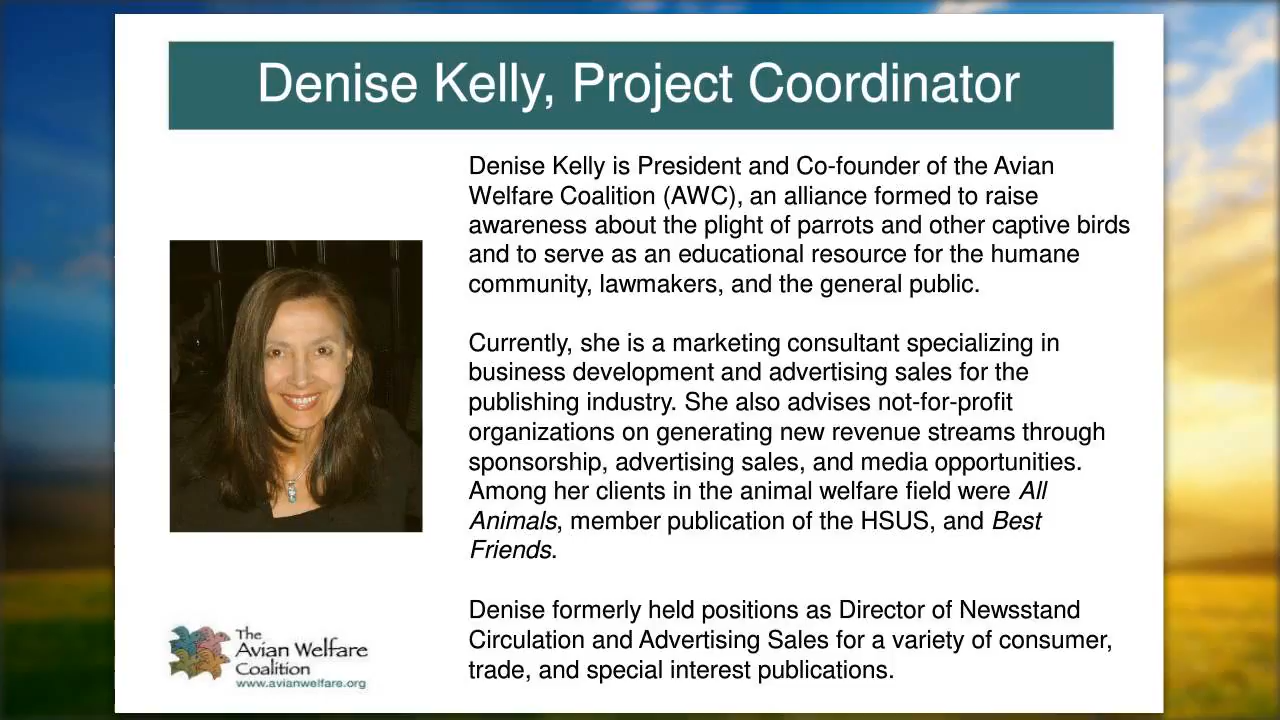 Denise Kelly, Project Coordinator
Denise Kelly is President and Co-founder of the Avian
Welfare Coalition (AWC), an alliance formed to raise
awareness about the plight of parrots and other captive birds
and to serve as an educational resource for the humane
community, lawmakers, and the general public.
Currently, she is a marketing consultant specializing in
business development and advertising sales for the
publishing industry. She also advises not-for-profit
organizations on generating new revenue streams through
sponsorship, advertising sales, and media opportunities.
Among her clients in the animal welfare field were All
Animals, member publication of the HSUS, and Best
Friends.
Denise formerly held positions as Director of Newsstand
Circulation and Advertising Sales for a variety of consumer,
trade, and special interest publications.
The
Avian Welfare
Coalition
www.avianwelfare.org